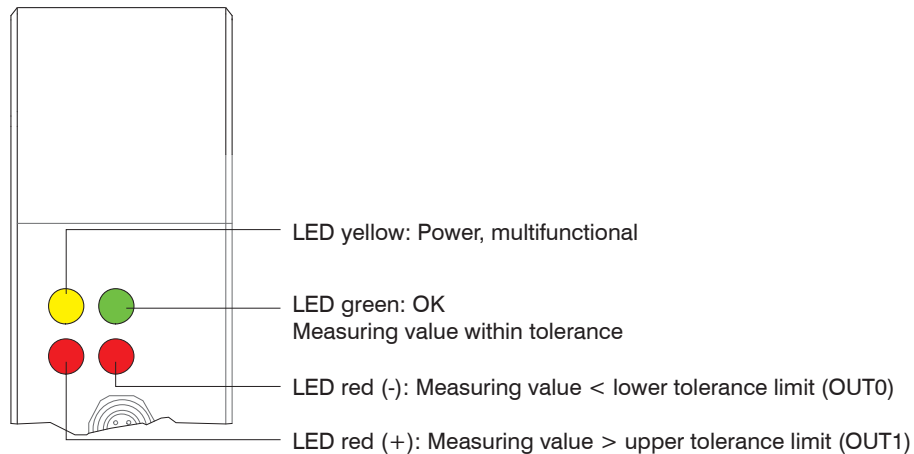 LED yellow: Power, multifunctional
LED green: OK
Measuring value within tolerance
LED red (-): Measuring value < lower tolerance limit (OUT0)
LED red (+): Measuring value > upper tolerance limit (OUT1)